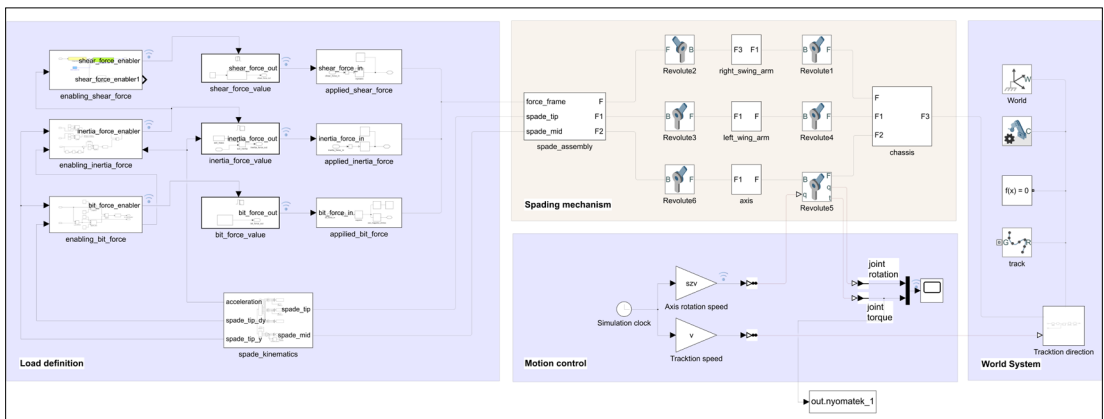 shear_force_enabler
shear_force_enabler1
enabling_shear_force
shear_force_out
shear_force_value
shear_force_in
applied_shear_force
inertia_force_enabler
enabling_inertia_force
inertia_force_out
inertia_force_value
inertia_force_in
applied_inertia_force
bit_force_enabler
enabling_bit_force
bit_force_out
bit_force_value
bit_force_in
appilied_bit_force
acceleration
spade_tip_dy
spade_tip_y
spade_tip
spade_mid
spade_kinematics
Load definition
force_frame F
spade_tip F1
spade_mid F2
spade_assembly
F B
Revolute2
F3 F1
right_swing_arm
B F
Revolute1
B F
Revolute3
F1 F
left_wing_arm
B F
Revolute4
B F
Revolute6
F1 F
axis
B F
q q
t
Revolute5
F
F1
F2
F3
chassis
Spading mechanism
Simulation clock
szv
Axis rotation speed
v
Tracktion speed
joint
rotation
joint
torque
Motion control
out.nyomatek_1
W
World
C
f(x) = 0
B G R
track
Tracktion direction
World System